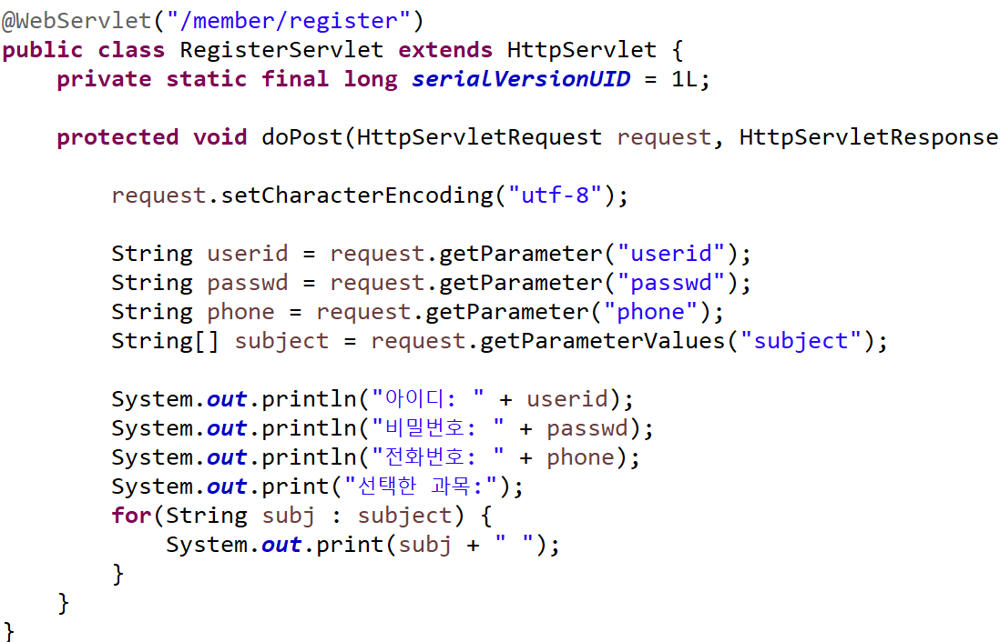 @WebServlet("/member/register")
public class RegisterServlet extends HttpServlet {
    private static final long serialVersionUID = 1L;

    protected void doPost(HttpServletRequest request, HttpServletResponse

        request.setCharacterEncoding("utf-8");

        String userid = request.getParameter("userid");
        String passwd = request.getParameter("passwd");
        String phone = request.getParameter("phone");
        String[] subject = request.getParameterValues("subject");

        System.out.println("아이디: " + userid);
        System.out.println("비밀번호: " + passwd);
        System.out.println("전화번호: " + phone);
        System.out.print("선택한 과목:");
        for(String subj : subject) {
            System.out.print(subj + " ");
        }
    }
}